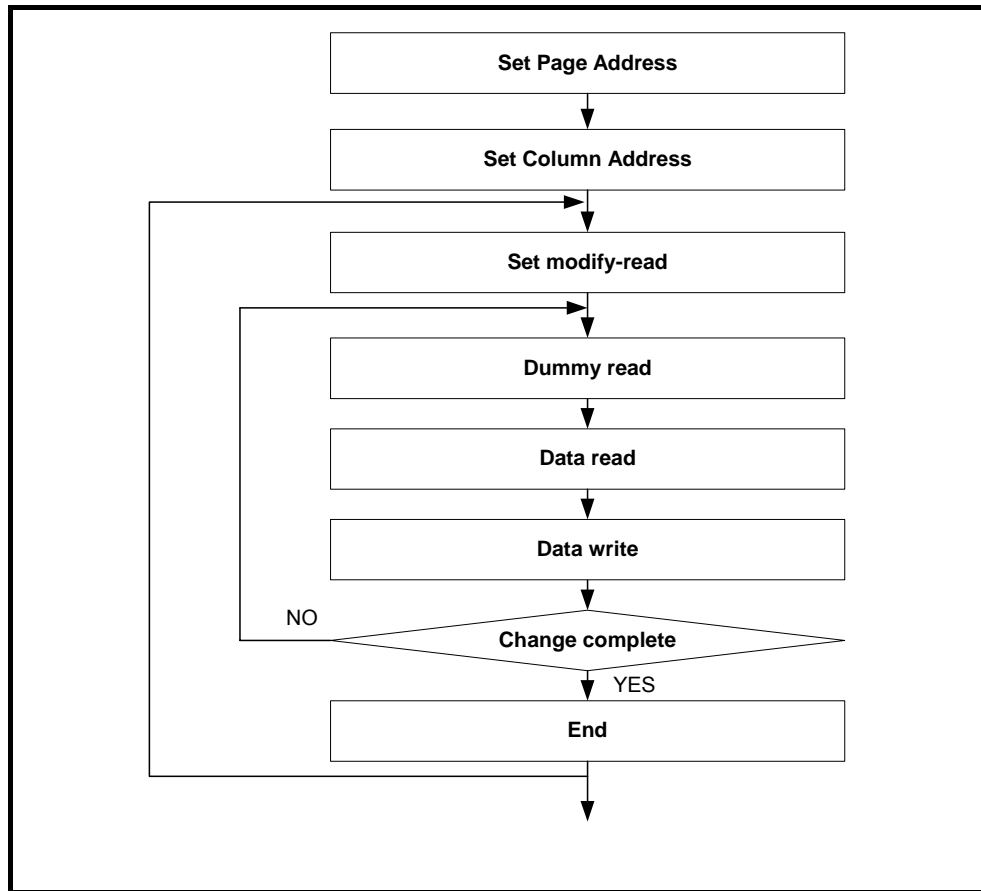 Set Page Address
Set Column Address
Set modify-read
Dummy read
Data read
Data write
NO
Change complete
YES
End